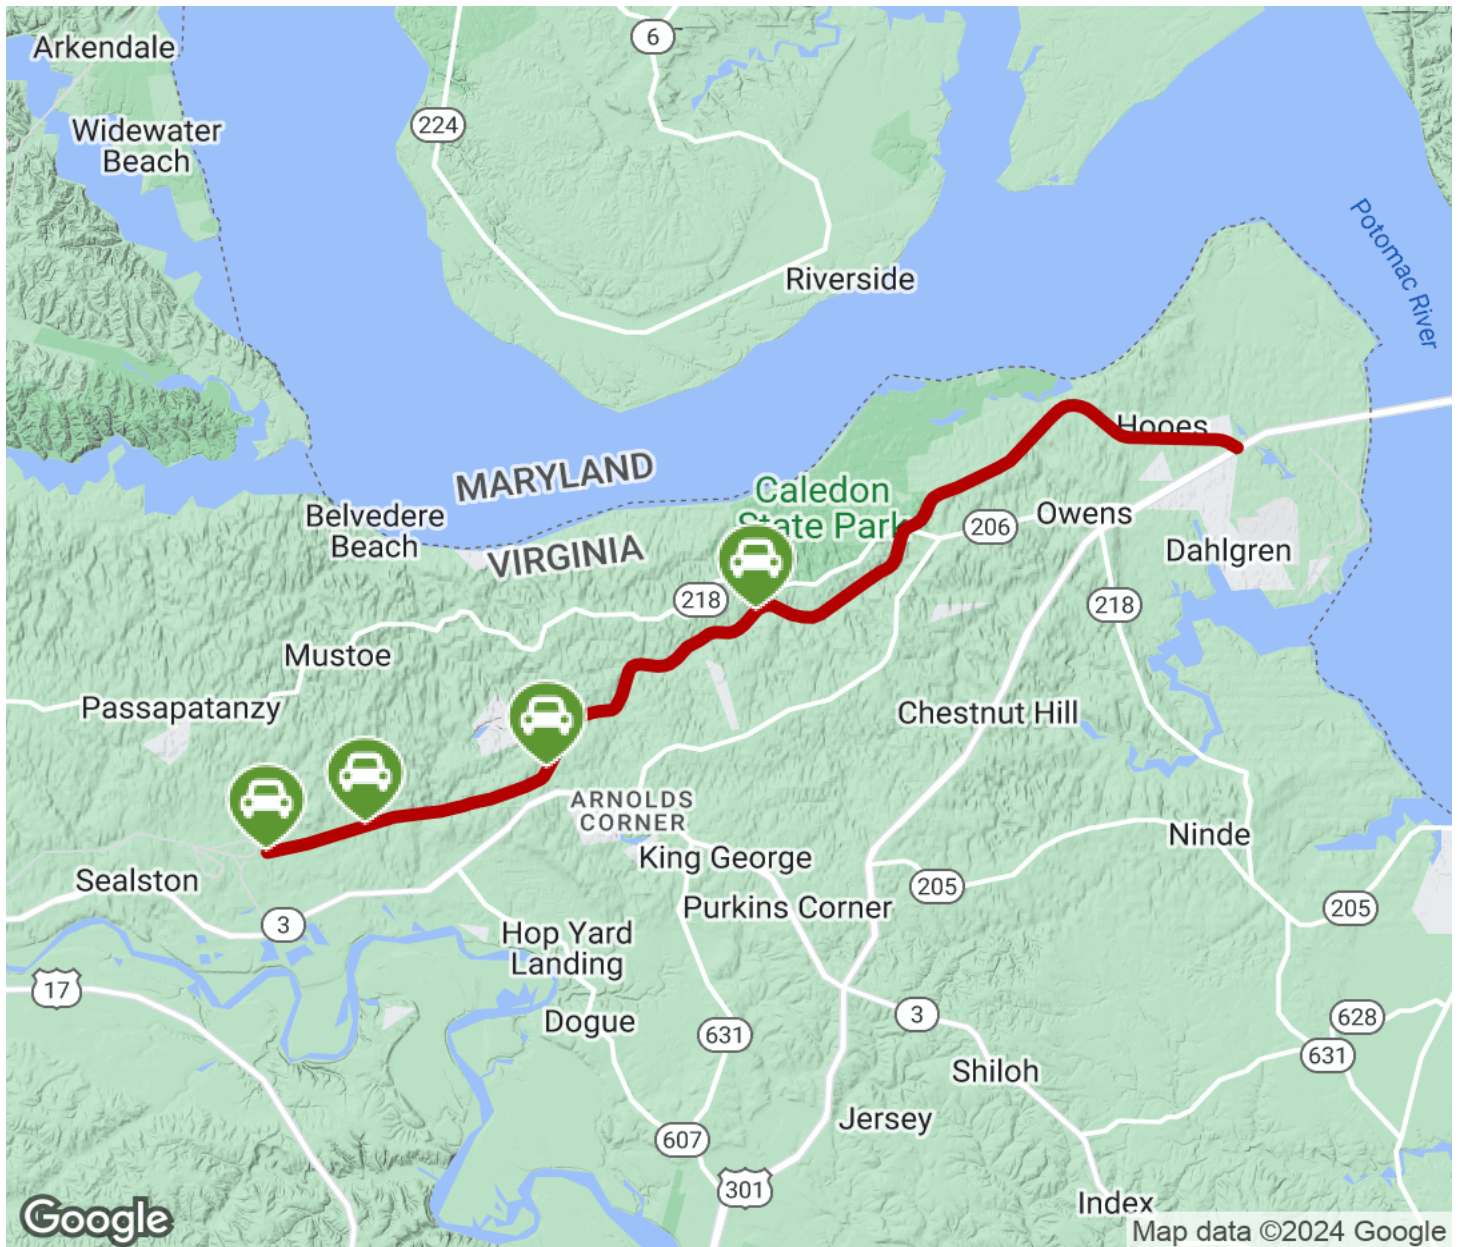 Arkendale
6
Widewater
Beach
224
Potomac River
Riverside
Hooes
MARYLAND
Caledon
State Park
Belvedere
Beach
206
Owens
VIRGINIA
Dahlgren
218
218
Mustoe
Passapatanzy
Chestnut Hill
ARNOLDS
CORNER
Ninde
King George
Sealston
205
Purkins Corner
205
3
Hop Yard
Landing
17
Dogue
3
628
631
631
Shiloh
Jersey
607
301
Index
Google
Map data ©2024 Google